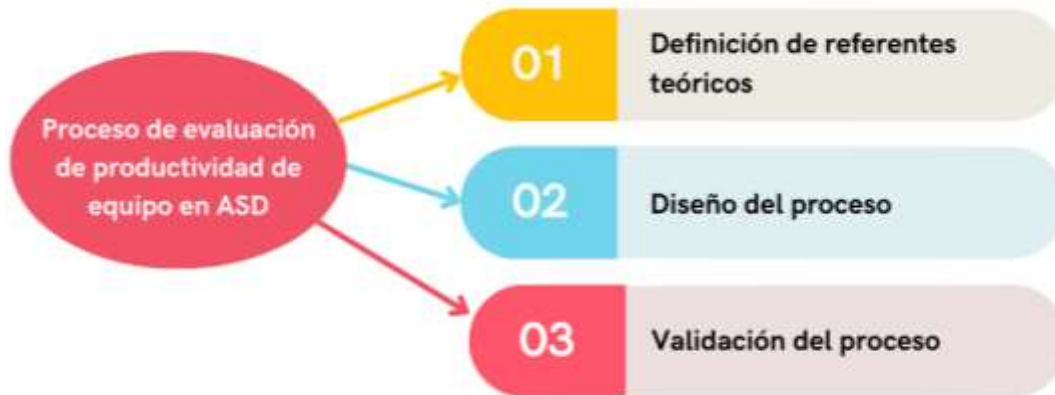 Proceso de evaluación
de productividad de
equipo en ASD
01
Definición de referentes
teóricos
02
Diseño del proceso
03
Validación del proceso